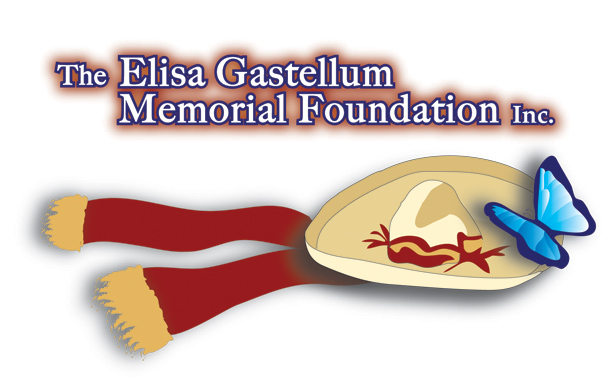 The Elisa Gastellum
Memorial Foundation Inc.